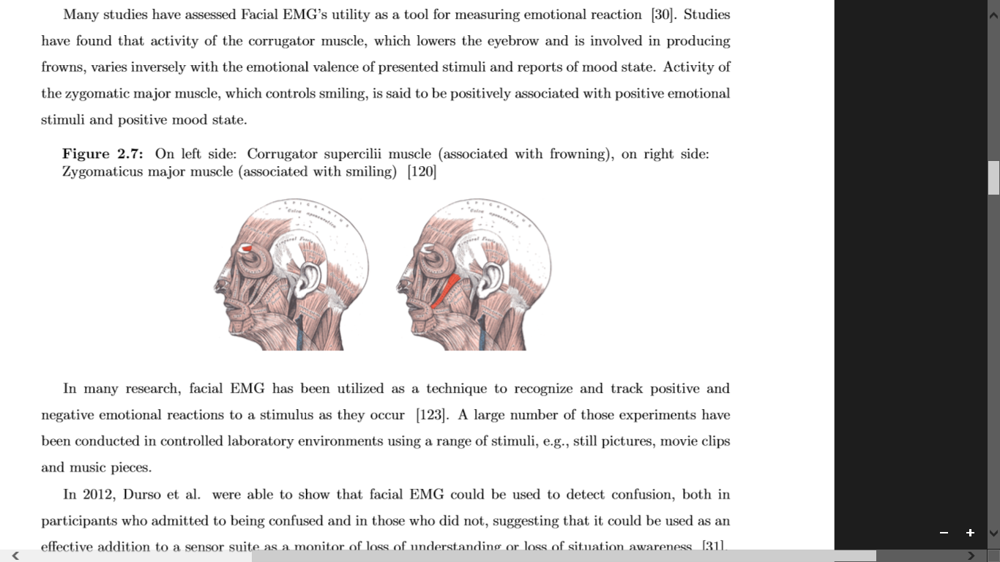 Many studies have assessed Facial EMG's utility as a tool for measuring emotional reaction [30]. Studies
have found that activity of the corrugator muscle, which lowers the eyebrow and is involved in producing
frowns, varies inversely with the emotional valence of presented stimuli and reports of mood state. Activity of
the zygomatic major muscle, which controls smiling, is said to be positively associated with positive emotional
stimuli and positive mood state.
Figure 2.7: On left side: Corrugator supercilii muscle (associated with frowning), on right side:
Zygomaticus major muscle (associated with smiling) [120]
In many research, facial EMG has been utilized as a technique to recognize and track positive and
negative emotional reactions to a stimulus as they occur [123]. A large number of those experiments have
been conducted in controlled laboratory environments using a range of stimuli, e.g., still pictures, movie clips
and music pieces.
In 2012, Durso et al. were able to show that facial EMG could be used to detect confusion, both in
participants who admitted to being confused and in those who did not, suggesting that it could be used as an
effective addition to a sensor suite as a monitor of loss of understanding or loss of situation awareness [31].